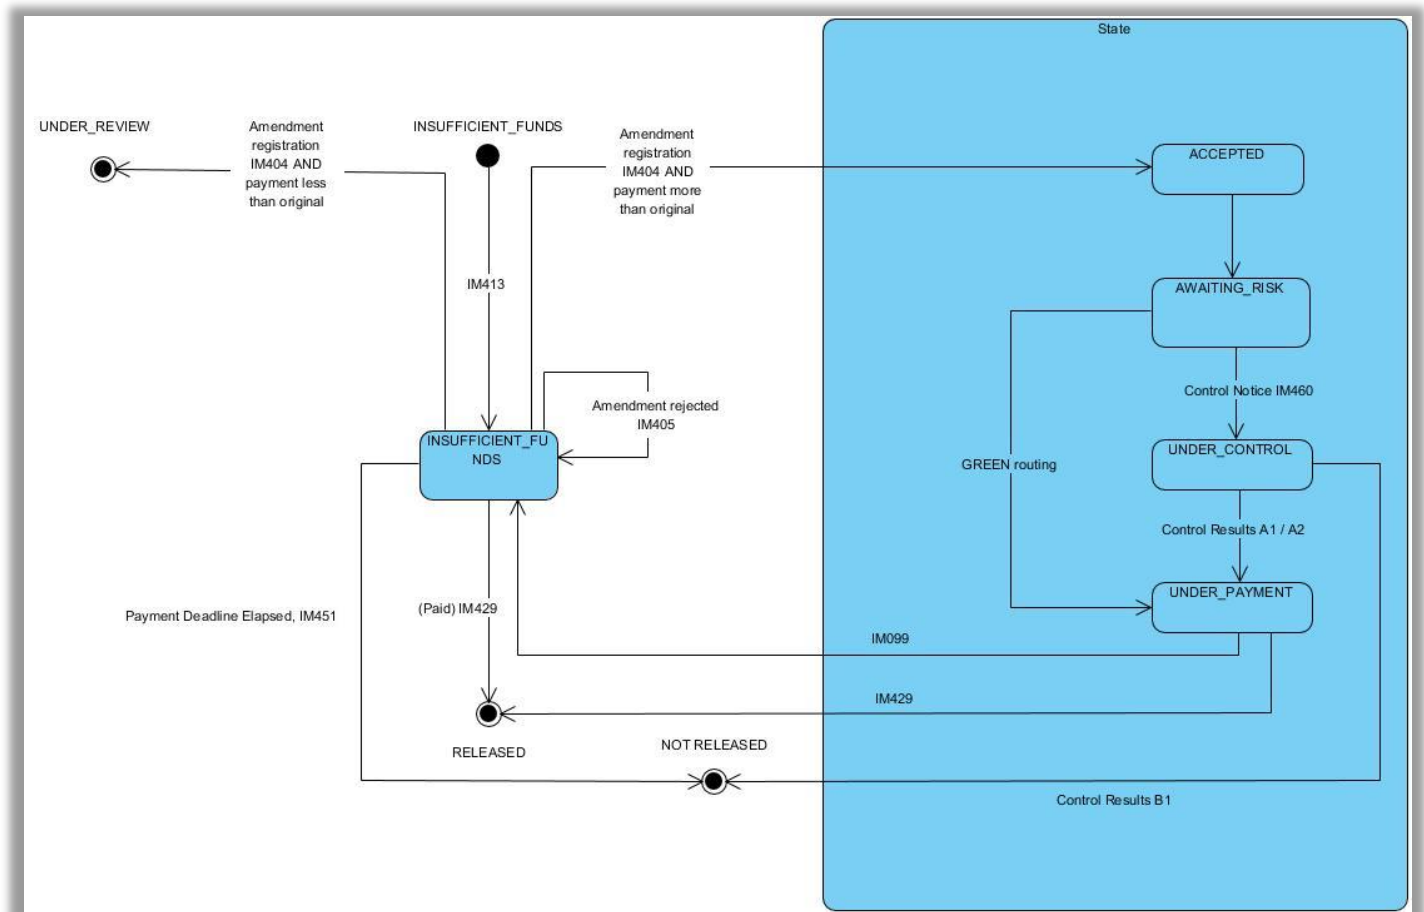 State
UNDER_REVIEW
Amendment
registration
IM404 AND
payment less
than original
INSUFFICIENT_FUNDS
Amendment
registration
IM404 AND
payment more
than original
ACCEPTED
IM413
AWAITING_RISK
Amendment rejected
IM405
Control Notice IM460
INSUFFICIENT_FU
NDS
UNDER_CONTROL
GREEN routing
Control Results A1 / A2
UNDER_PAYMENT
(Paid) IM429
Payment Deadline Elapsed, IM451
IM099
IM429
RELEASED
NOT RELEASED
Control Results B1